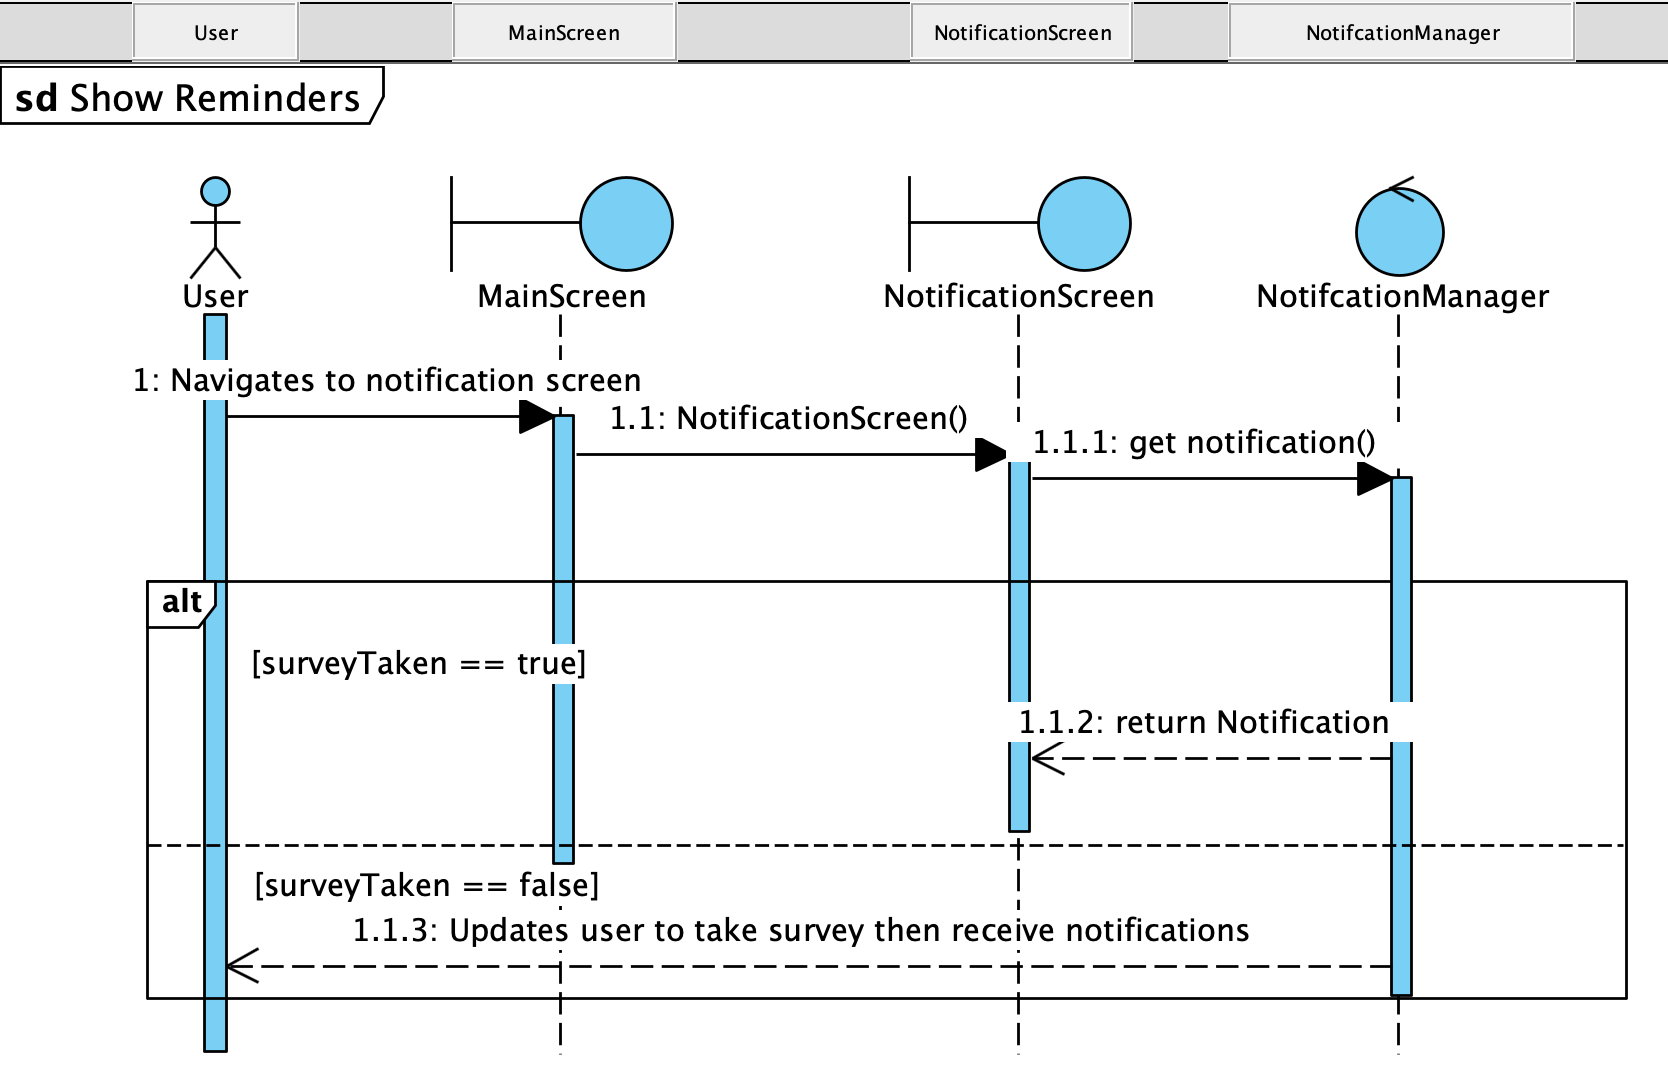 User
MainScreen
NotificationScreen
NotifcationManager
sd Show Reminders
User
MainScreen
NotificationScreen
NotifcationManager
1: Navigates to notification screen
1.1: NotificationScreen()
1.1.1: get notification()
alt
[surveyTaken == true]
1.1.2: return Notification
[surveyTaken == false]
1.1.3: Updates user to take survey then receive notifications